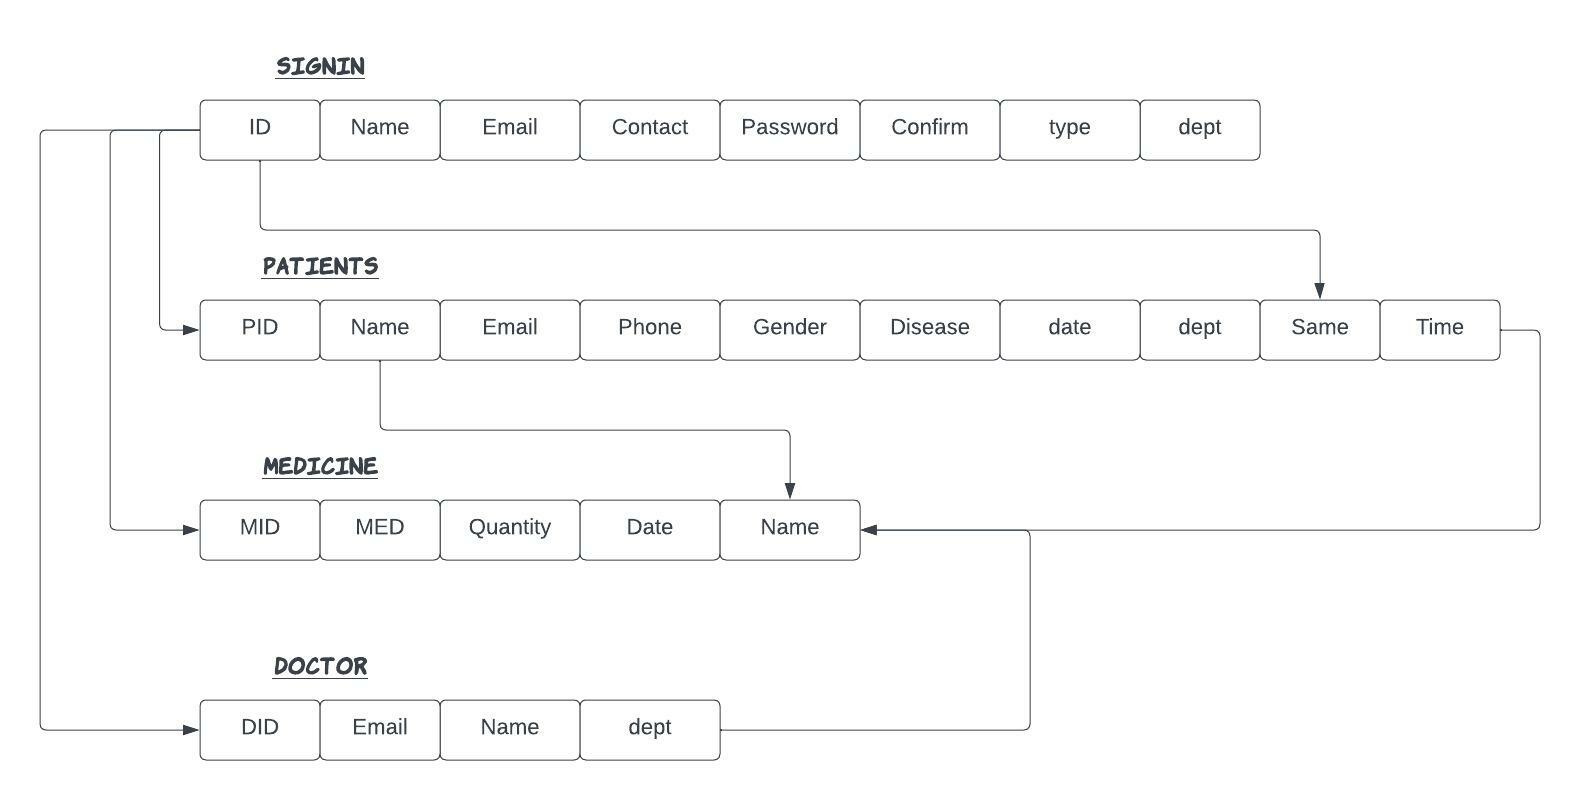 SIGNIN
ID Name Email Contact Password Confirm type dept
PATIENTS
PID Name Email Phone Gender Disease date dept Same Time
MEDICINE
MID MED Quantity Date Name
DOCTOR
DID Email Name dept